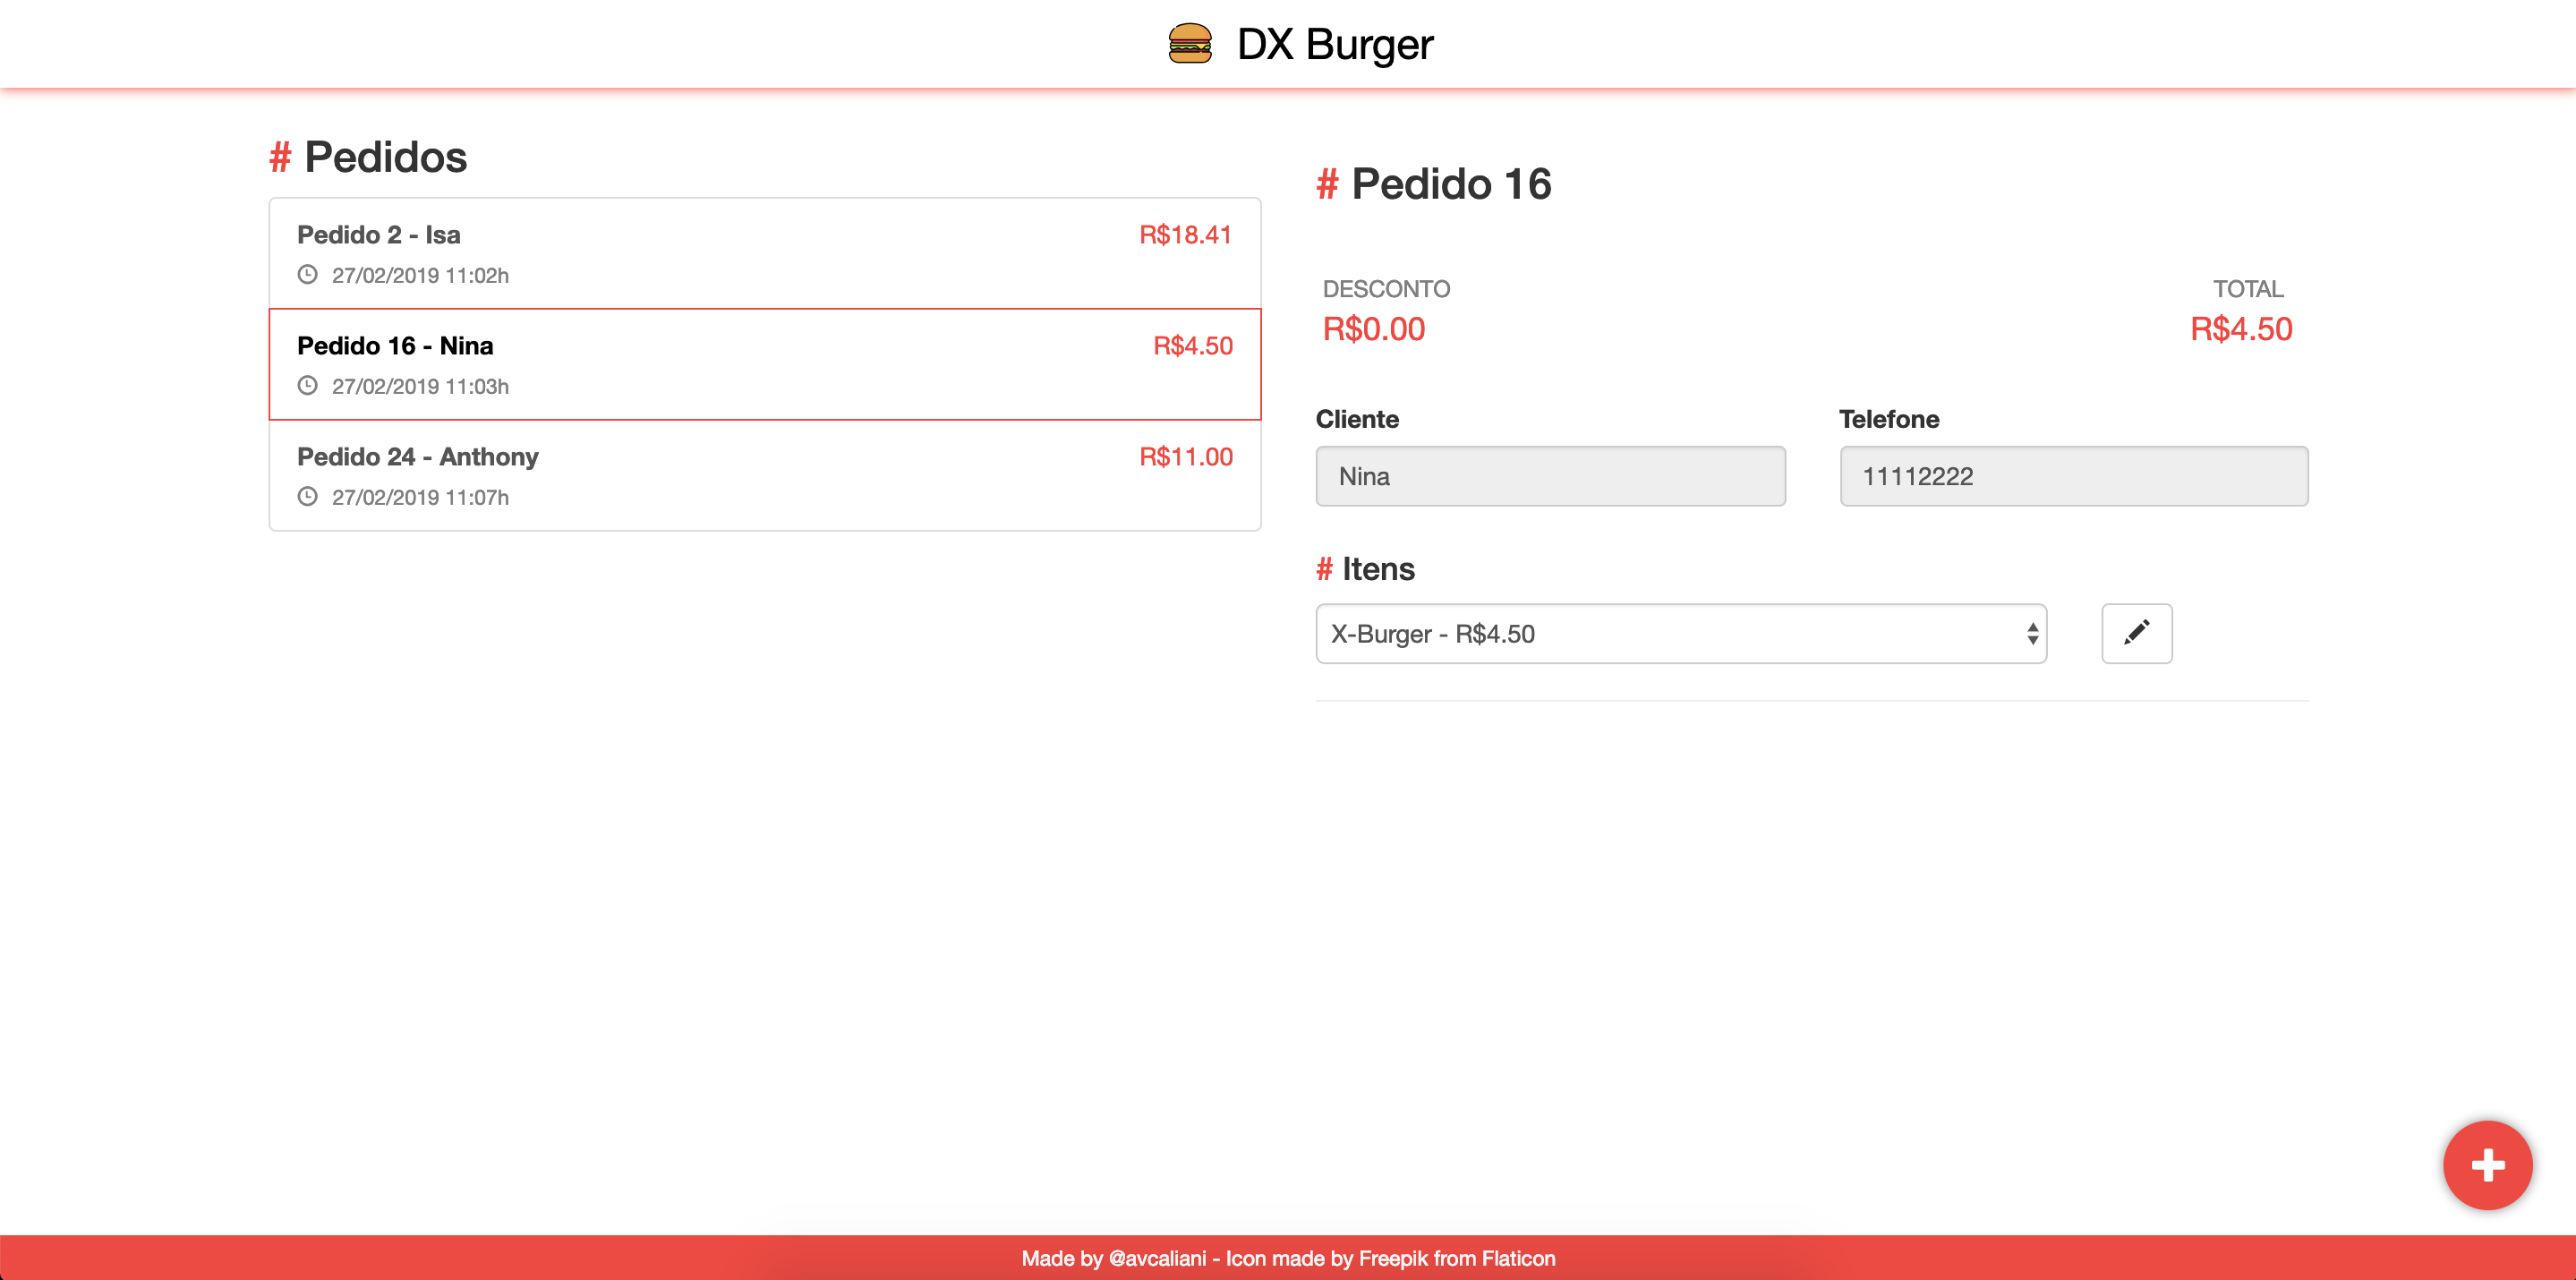 DX Burger
# Pedidos
Pedido 2 - Isa
R$18.41
27/02/2019 11:02h
Pedido 16 - Nina
R$4.50
27/02/2019 11:03h
Pedido 24 - Anthony
R$11.00
27/02/2019 11:07h
# Pedido 16
DESCONTO
R$0.00
TOTAL
R$4.50
Cliente
Nina
Telefone
11112222
# Itens
X-Burger - R$4.50
Made by @avcaliani - Icon made by Freepik from Flaticon